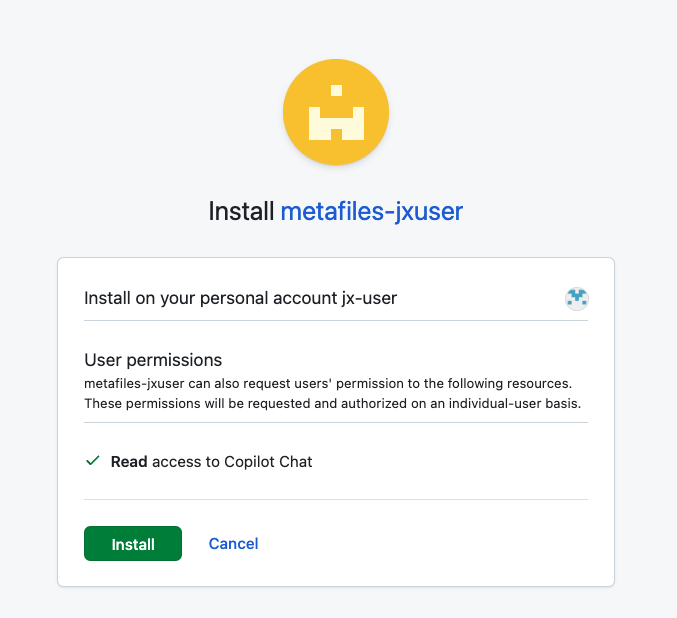 Install metafiles-jxuser
Install on your personal account jx-user
User permissions
metafiles-jxuser can also request users' permission to the following resources.
These permissions will be requested and authorized on an individual-user basis.
Read access to Copilot Chat
Install
Cancel